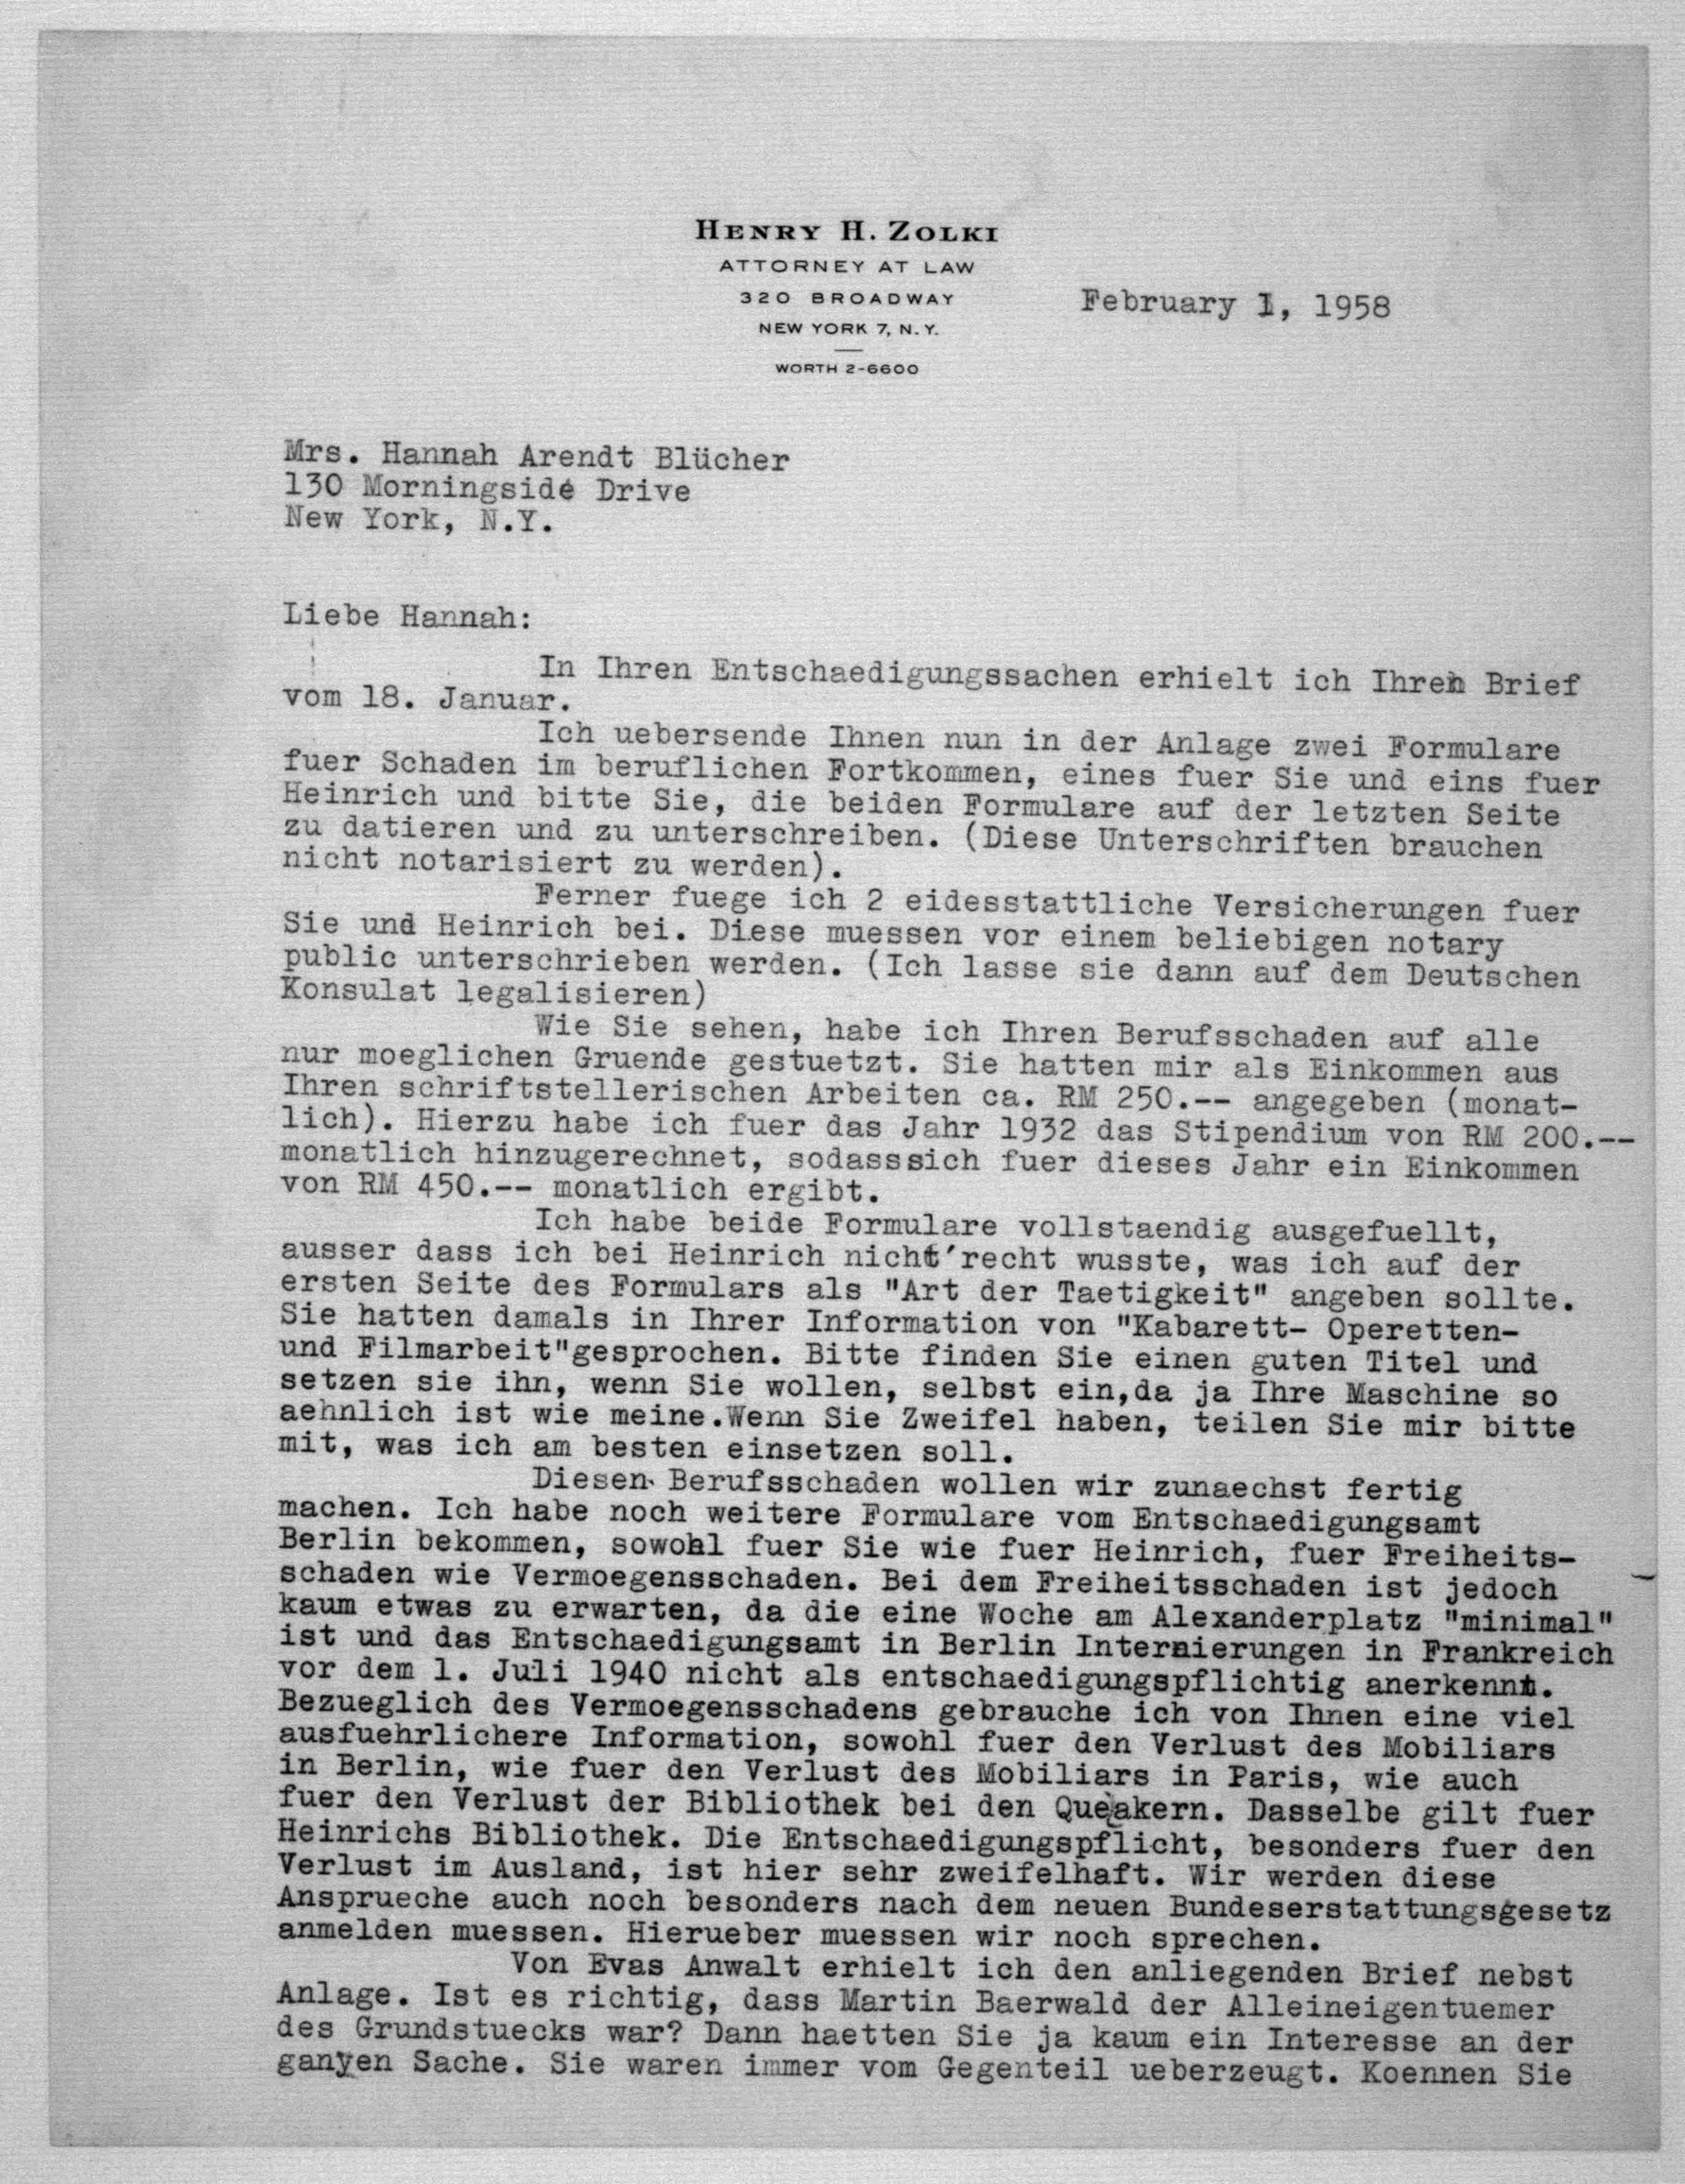 HENRY H. ZOLKI
ATTORNEY AT LAW
320 BROADWAY
NEW YORK 7, N.Y.
WORTH 2-6600
February 1, 1958
Mrs. Hannah Arendt Blücher
130 Morningside Drive
New York, N.Y.
Liebe Hannah:
In Ihren Entschaedigungssachen erhielt ich Ihren Brief
vom 18. Januar.
Ich uebersende Ihnen nun in der Anlage zwei Formulare
fuer Schaden im beruflichen Fortkommen, eines fuer Sie und eins fuer
Heinrich und bitte Sie, die beiden Formulare auf der letzten Seite
zu datieren und zu unterschreiben. (Diese Unterschriften brauchen
nicht notarisiert zu werden).
Ferner fuege ich 2 eidesstattliche Versicherungen fuer
Sie und Heinrich bei. Diese muessen vor einem beliebigen notary
public unterschrieben werden. (Ich lasse sie dann auf dem Deutschen
Konsulat legalisieren)
Wie Sie sehen, habe ich Ihren Berufsschaden auf alle
nur moeglichen Gruende gestuetzt. Sie hatten mir als Einkommen aus
Ihren schriftstellerischen Arbeiten ca. RM 250.-- angegeben (monat-
lich). Hierzu habe ich fuer das Jahr 1932 das Stipendium von RM 200.--
monatlich hinzugerechnet, sodasssich fuer dieses Jahr ein Einkommen
von RM 450.-- monatlich ergibt.
Ich habe beide Formulare vollstaendig ausgefuellt,
ausser dass ich bei Heinrich nicht'recht wusste, was ich auf der
ersten Seite des Formulars als "Art der Taetigkeit" angeben sollte.
Sie hatten damals in Ihrer Information von "Kabarett- Operetten-
und Filmarbeit"gesprochen. Bitte finden Sie einen guten Titel und
setzen sie ihn, wenn Sie wollen, selbst ein,da ja Ihre Maschine so
aehnlich ist wie meine.Wenn Sie Zweifel haben, teilen Sie mir bitte
mit, was ich am besten einsetzen soll.
Diesen Berufsschaden wollen wir zunaechst fertig
machen. Ich habe noch weitere Formulare vom Entschaedigungsamt
Berlin bekommen, sowohl fuer Sie wie fuer Heinrich, fuer Freiheits-
schaden wie Vermoegensschaden. Bei dem Freiheitsschaden ist jedoch
kaum etwas zu erwarten, da die eine Woche am Alexanderplatz "minimal"
ist und das Entschaedigungsamt in Berlin Internierungen in Frankreich
vor dem 1. Juli 1940 nicht als entschaedigungspflichtig anerkennt.
Bezueglich des Vermoegensschadens gebrauche ich von Ihnen eine viel
ausfuehrlichere Information, sowohl fuer den Verlust des Mobiliars
in Berlin, wie fuer den Verlust des Mobiliars in Paris, wie auch
fuer den Verlust der Bibliothek bei den Queakern. Dasselbe gilt fuer
Heinrichs Bibliothek. Die Entschaedigungspflicht, besonders fuer den
Verlust im Ausland, ist hier sehr zweifelhaft. Wir werden diese
Ansprueche auch noch besonders nach dem neuen Bundeserstattungsgesetz
anmelden muessen. Hierueber muessen wir noch sprechen.
Von Evas Anwalt erhielt ich den anliegenden Brief nebst
Anlage. Ist es richtig, dass Martin Baerwald der Alleineigentuemer
des Grundstuecks war? Dann haetten Sie ja kaum ein Interesse an der
ganyen Sache. Sie waren immer vom Gegenteil ueberzeugt. Koennen Sie